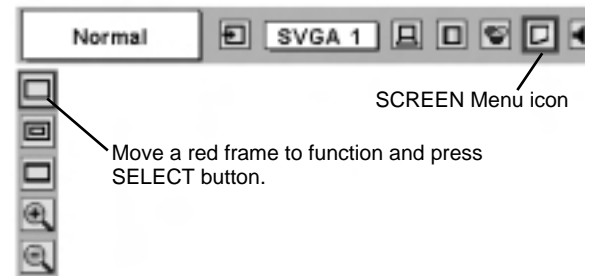 Normal
SVGA 1
SCREEN Menu icon
Move a red frame to function and press
SELECT button.